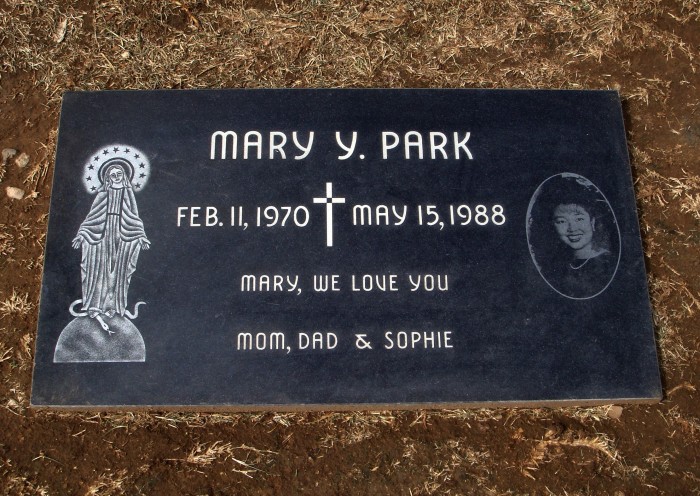 MARY Y. PARK
FEB. 11, 1970 MAY 15, 1988
MARY, WE LOVE YOU
MOM, DAD & SOPHIE